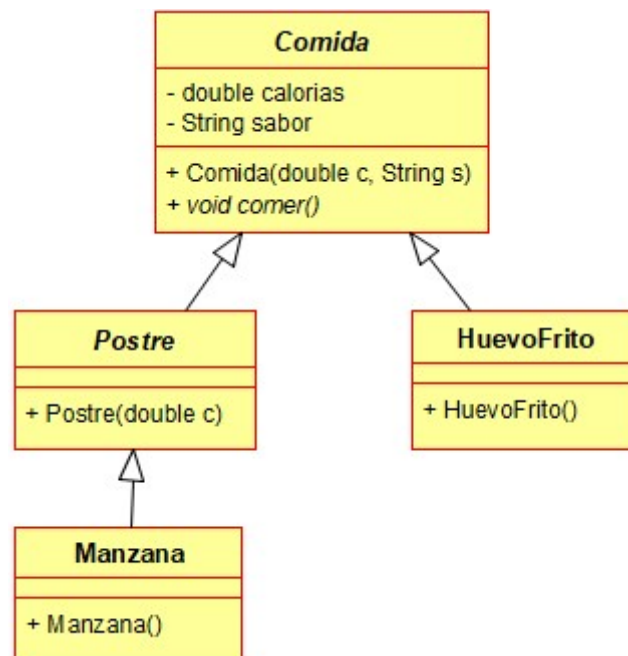 Comida
- double calorias
- String sabor
+ Comida(double c, String s)
+ void comer()
Postre
+ Postre(double c)
HuevoFrito
+ HuevoFrito()
Manzana
+ Manzana()